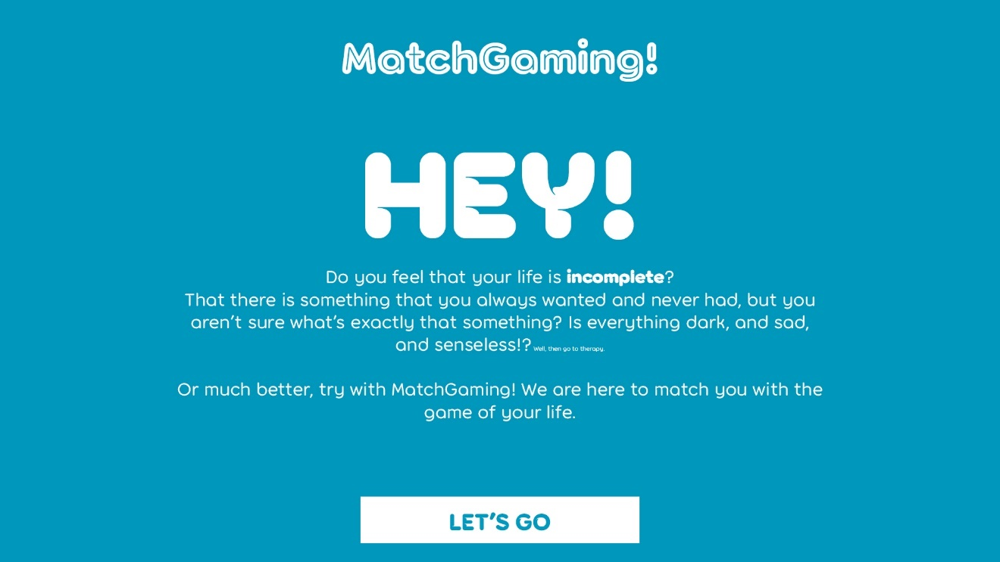 MatchGaming!
HEY!
Do you feel that your life is incomplete?
That there is something that you always wanted and never had, but you
aren't sure what's exactly that something? Is everything dark, and sad,
and senseless!? Well, then go to therapy.
Or much better, try with MatchGaming! We are here to match you with the
game of your life.
LET'S GO